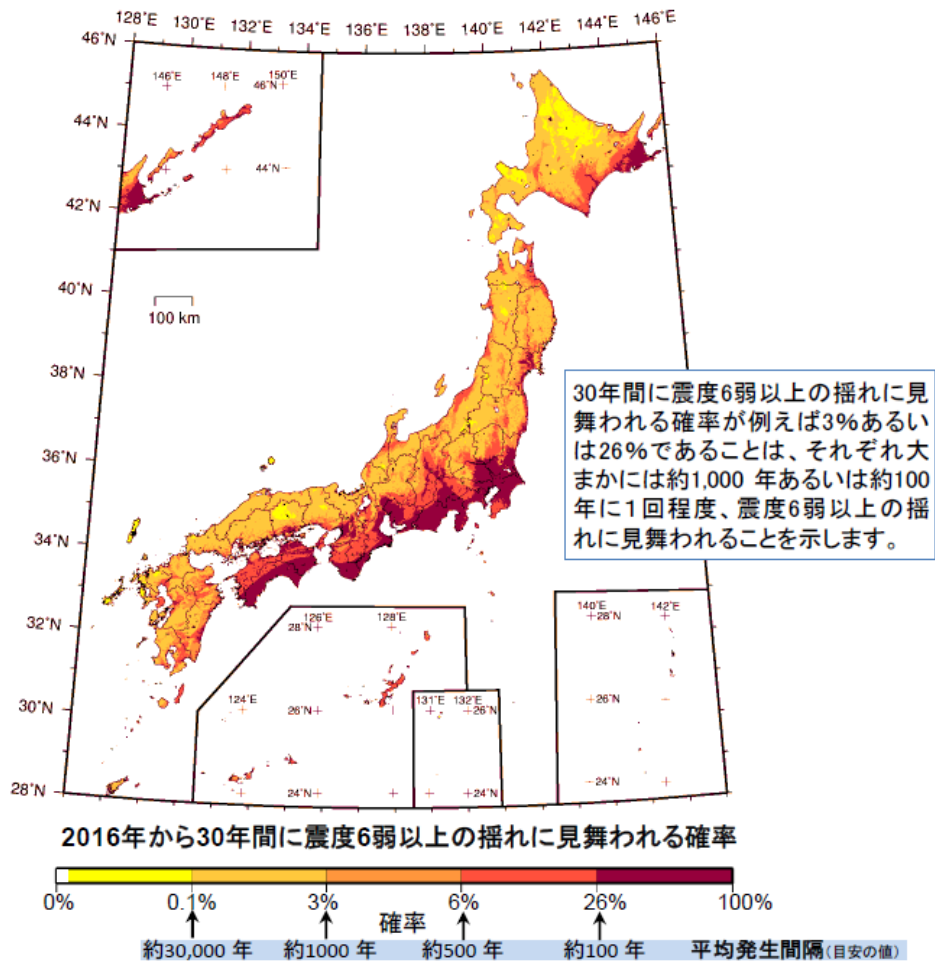 128°E 130°E 132°E 134°E 136°E 138°E 140°E 142°E 144°E 146°E
46°N
146°E 148°E 150°E
46°N
44°N
44°N
42°N
40°N
100 km
38°N
36°N
34°N
32°N
30°N
28°N
30年間に震度6弱以上の揺れに見
舞われる確率が例えば3%あるい
は26%であることは、それぞれ大
まかには約1,000 年あるいは約100
年に1回程度、震度6弱以上の揺
れに見舞われることを示します。
126°E 128°E
28°N
124°E
26°N
24°N
131°E 132°E
26°N
24°N
140°E 142°E
28°N
26°N
24°N
2016年から30年間に震度6弱以上の揺れに見舞われる確率
0% 0.1% 3% 6% 26% 100%
確率
約30,000 年 約1000 年 約500 年 約100 年 平均発生間隔(目安の値)